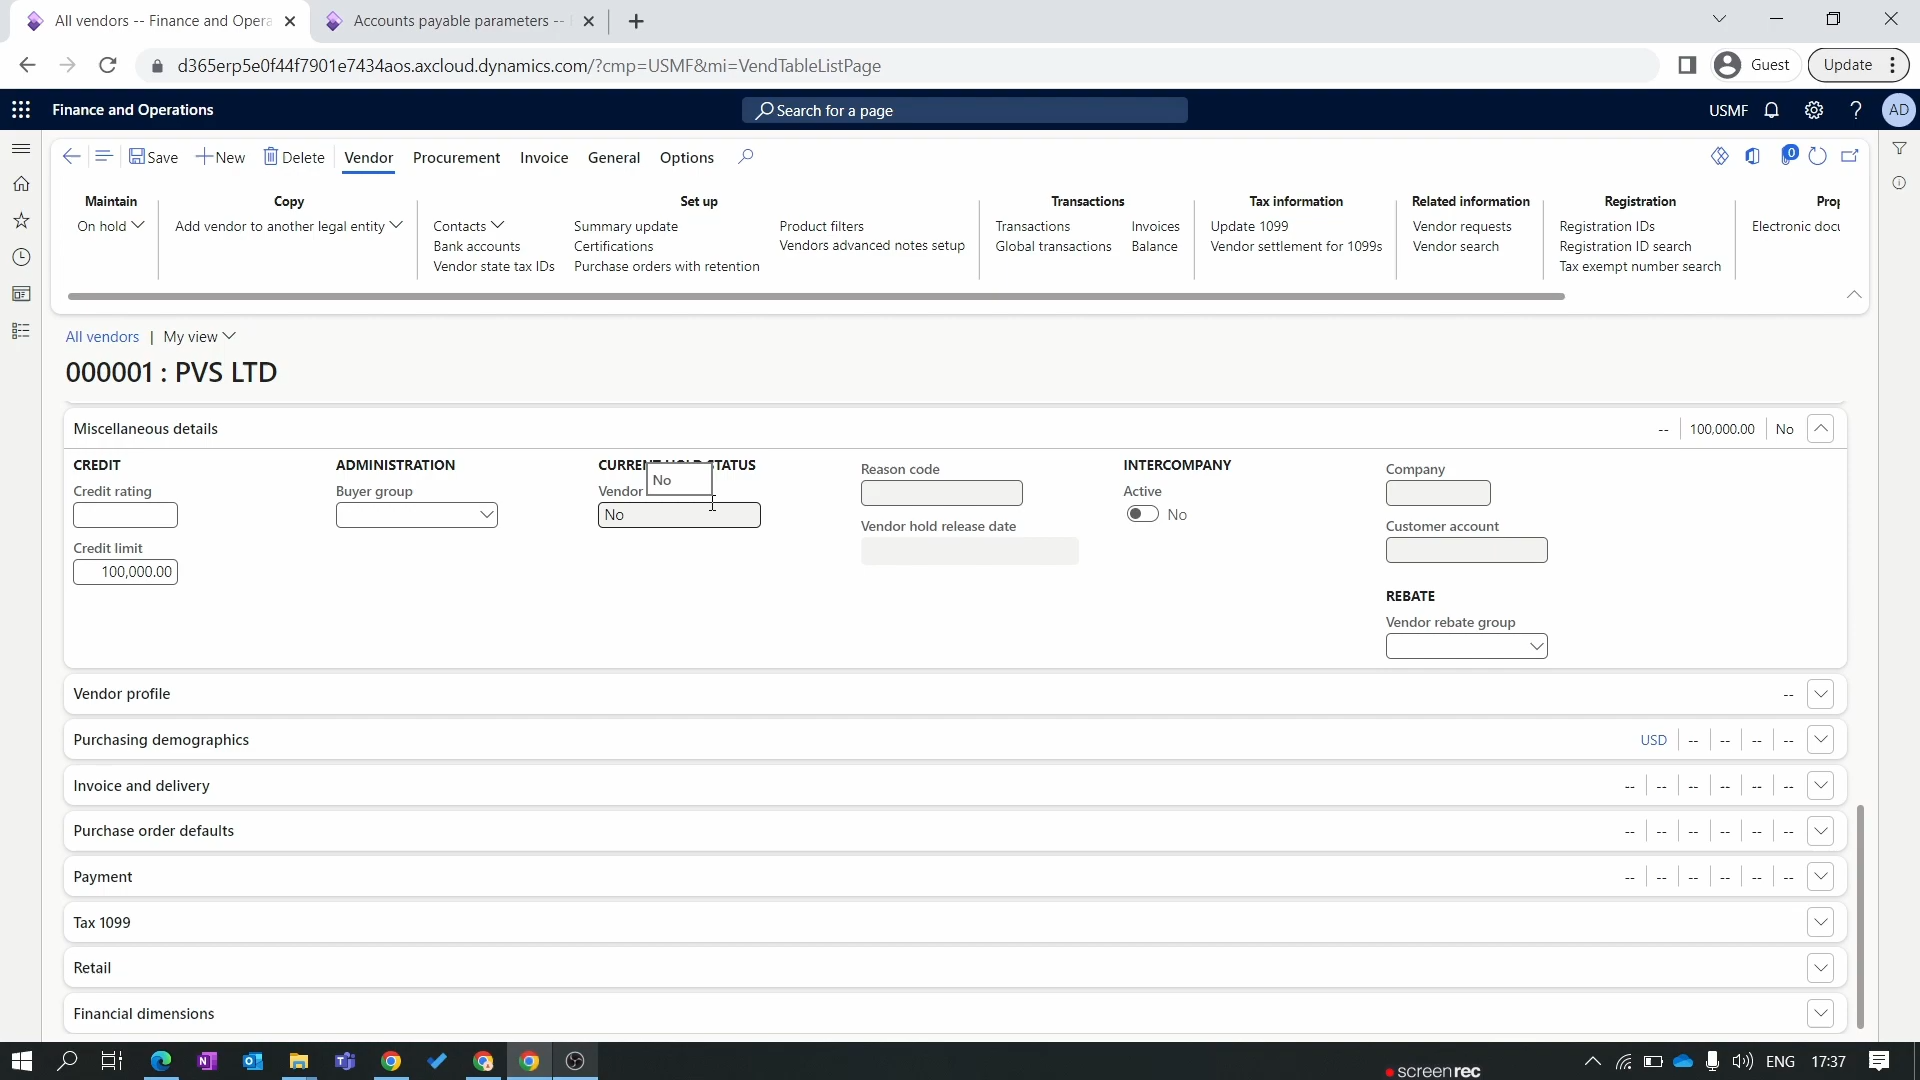 All vendors -- Finance and Opera
Accounts payable parameters --
d365erp5e0f44f7901e7434aos.axcloud.dynamics.com/?cmp=USMF&mi=VendTableListPage
Guest
Update
Finance and Operations
Search for a page
USMF
AD
Save
New
Delete
Vendor
Procurement
Invoice
General
Options
0
Maintain
On hold
Copy
Add vendor to another legal entity
Set up
Contacts
Summary update
Product filters
Bank accounts
Certifications
Vendors advanced notes setup
Vendor state tax IDs
Purchase orders with retention
Transactions
Transactions
Invoices
Global transactions
Balance
Tax information
Update 1099
Vendor settlement for 1099s
Related information
Vendor requests
Vendor search
Registration
Registration IDs
Registration ID search
Tax exempt number search
Prop
Electronic docu
All vendors | My view
000001 : PVS LTD
Miscellaneous details
-- 100,000.00 No
CREDIT
Credit rating
Credit limit
100,000.00
ADMINISTRATION
Buyer group
CURRENT HOLD STATUS
Vendor
No
No
Reason code
Vendor hold release date
INTERCOMPANY
Active
No
Company
Customer account
REBATE
Vendor rebate group
Vendor profile
--
Purchasing demographics
USD -- -- -- --
Invoice and delivery
-- -- -- -- -- --
Purchase order defaults
-- -- -- -- -- --
Payment
-- -- -- -- -- --
Tax 1099
Retail
Financial dimensions
screenrec
ENG
17:37